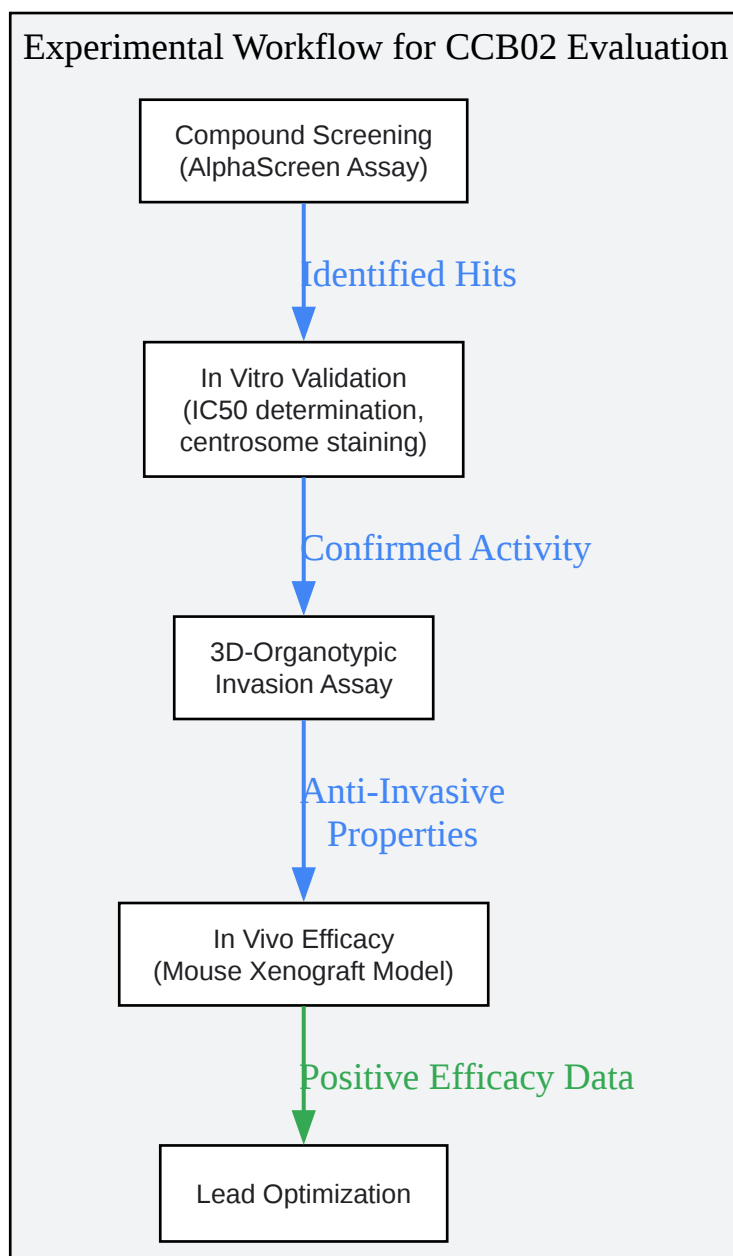 Experimental Workflow for CCB02 Evaluation
Compound Screening
(AlphaScreen Assay)
Identified Hits
In Vitro Validation
(IC50 determination,
centrosome staining)
Confirmed Activity
3D-Organotypic
Invasion Assay
Anti-Invasive
Properties
In Vivo Efficacy
(Mouse Xenograft Model)
Positive Efficacy Data
Lead Optimization